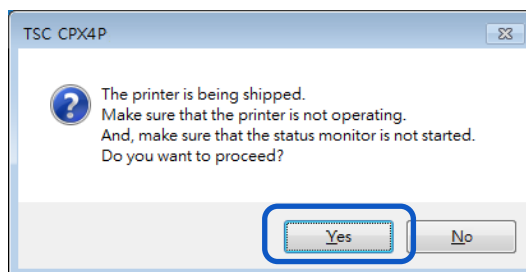 TSC CPX4P
The printer is being shipped.
Make sure that the printer is not operating.
And, make sure that the status monitor is not started.
Do you want to proceed?
Yes
No